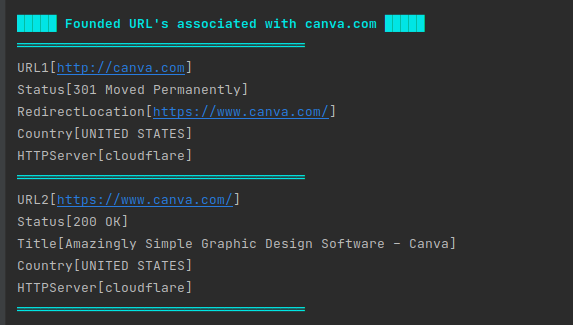 █████ Founded URL's associated with canva.com █████
════════════════════════════════════
URL1[http://canva.com]
Status[301 Moved Permanently]
RedirectLocation[https://www.canva.com/]
Country[UNITED STATES]
HTTPServer[cloudflare]
════════════════════════════════════
URL2[https://www.canva.com/]
Status[200 OK]
Title[Amazingly Simple Graphic Design Software – Canva]
Country[UNITED STATES]
HTTPServer[cloudflare]
════════════════════════════════════